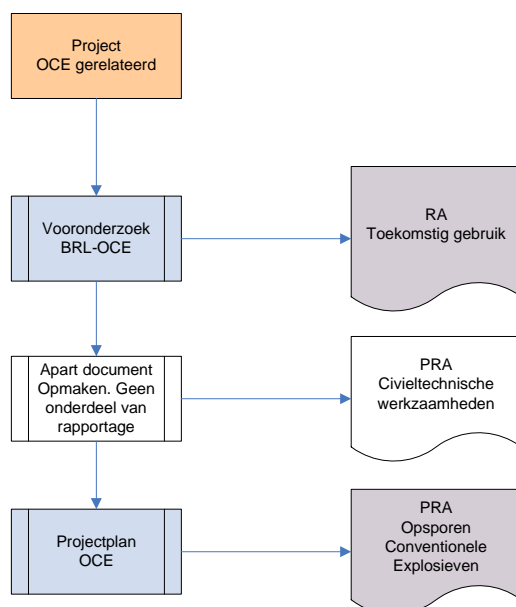 Project
OCE gerelateerd
Vooronderzoek
BRL-OCE
RA
Toekomstig gebruik
Apart document
Opmaken. Geen
onderdeel van
rapportage
PRA
Civieltechnische
werkzaamheden
Projectplan
OCE
PRA
Opsporen
Conventionele
Explosieven